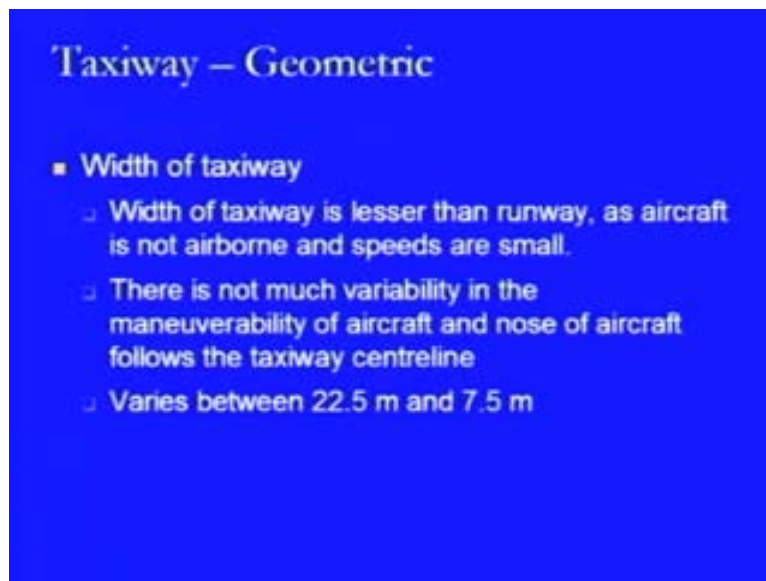 Taxiway – Geometric
Width of taxiway
Width of taxiway is lesser than runway, as aircraft
is not airborne and speeds are small.
There is not much variability in the
maneuverability of aircraft and nose of aircraft
follows the taxiway centreline
Varies between 22.5 m and 7.5 m